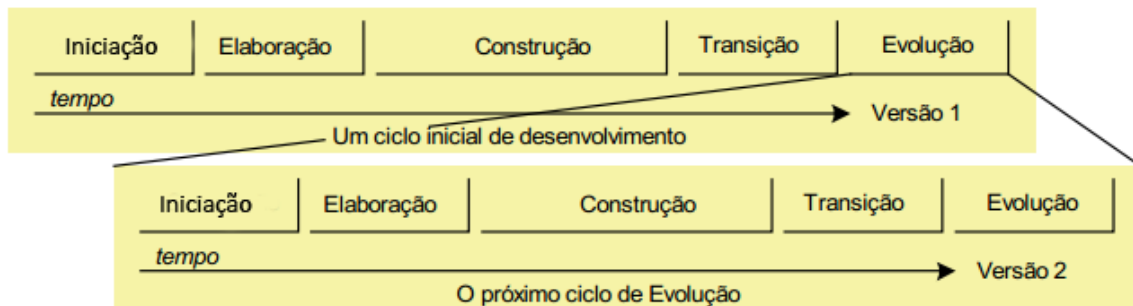 Iniciação Elaboração Construção Transição Evolução
tempo
Versão 1
Um ciclo inicial de desenvolvimento
Iniciação Elaboração Construção Transição Evolução
tempo
Versão 2
O próximo ciclo de Evolução